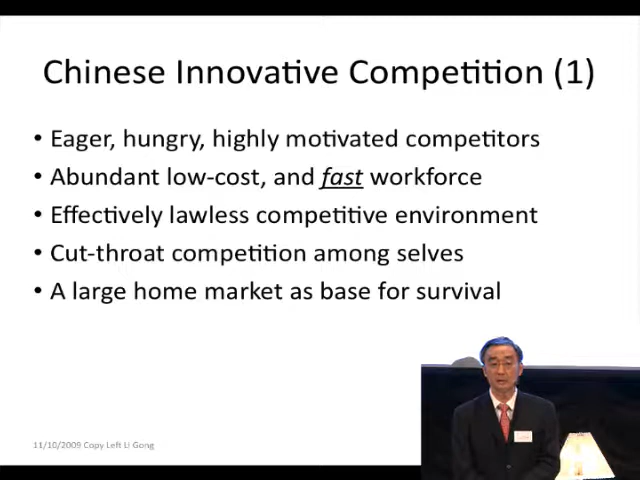 Chinese Innovative Competition (1)
• Eager, hungry, highly motivated competitors
• Abundant low-cost, and fast workforce
• Effectively lawless competitive environment
• Cut-throat competition among selves
• A large home market as base for survival
11/10/2009 Copy Left Li Gong